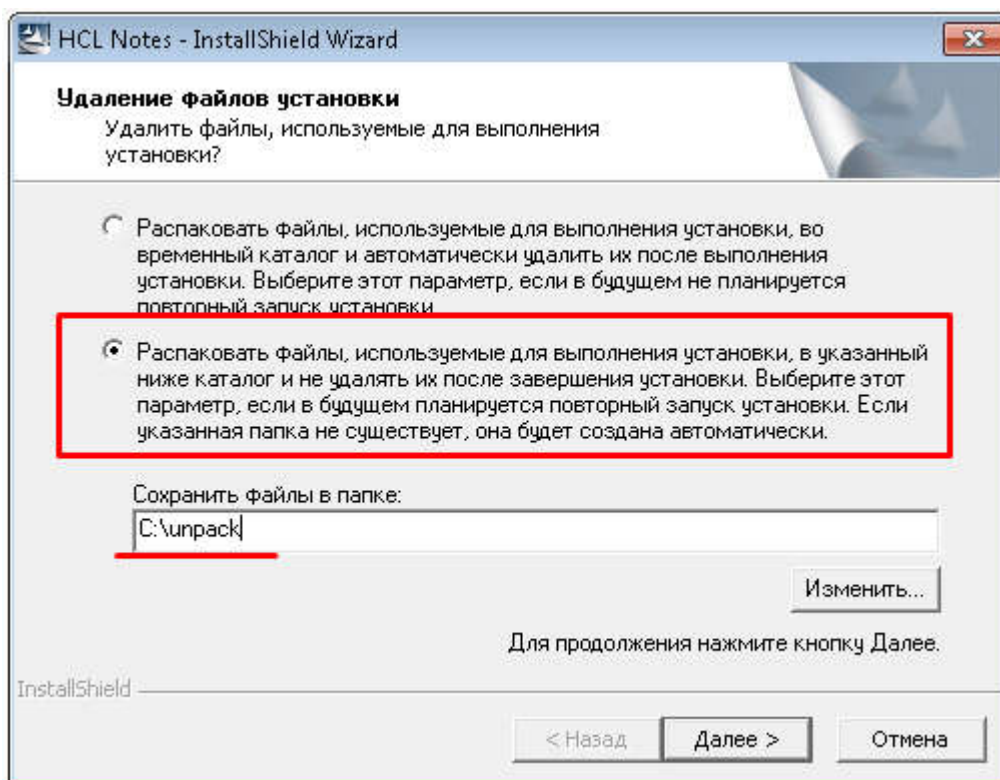 HCL Notes - InstallShield Wizard
Удаление файлов установки
Удалить файлы, используемые для выполнения
установки?
Распаковать файлы, используемые для выполнения установки, во
временный каталог и автоматически удалить их после выполнения
установки. Выберите этот параметр, если в будущем не планируется
повторный запуск установки.
Распаковать файлы, используемые для выполнения установки, в указанный
ниже каталог и не удалять их после завершения установки. Выберите этот
параметр, если в будущем планируется повторный запуск установки. Если
указанная папка не существует, она будет создана автоматически.
Сохранить файлы в папке:
C:\unpack
Изменить...
Для продолжения нажмите кнопку Далее.
InstallShield
< Назад Далее > Отмена